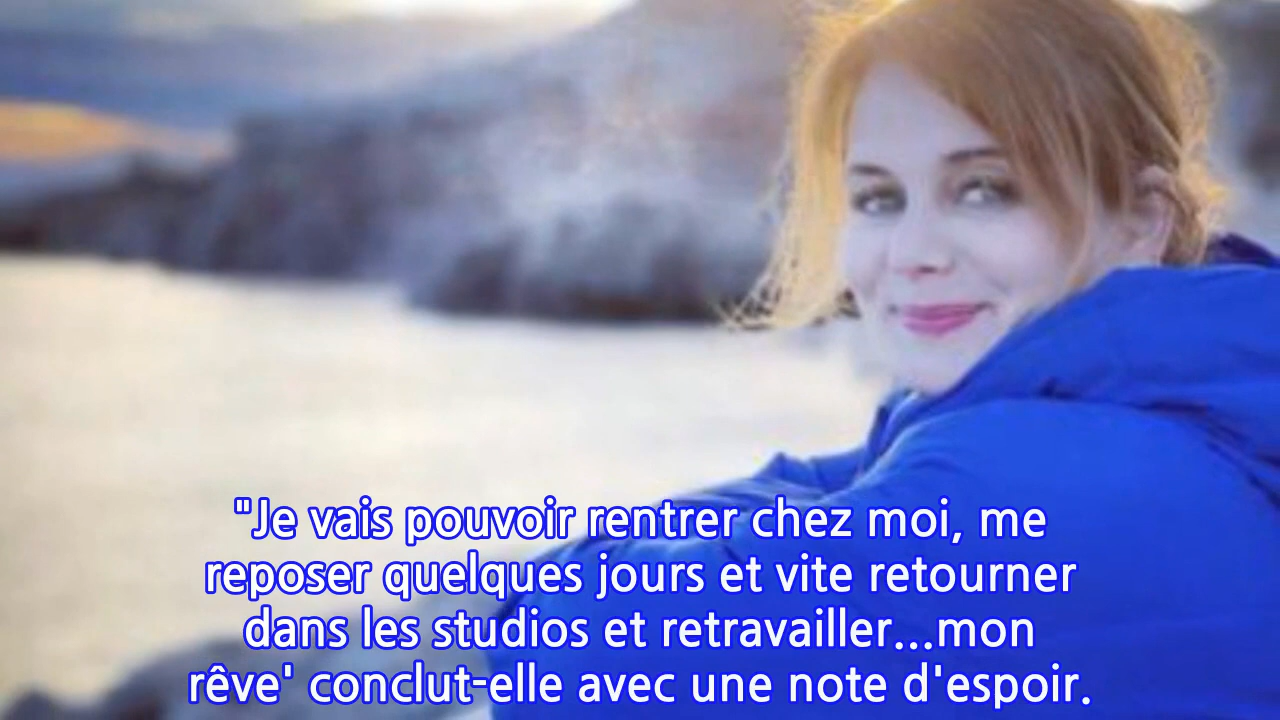 "Je vais pouvoir rentrer chez moi, me
reposer quelques jours et vite retourner
dans les studios et retravailler...mon
rêve' conclut-elle avec une note d'espoir.